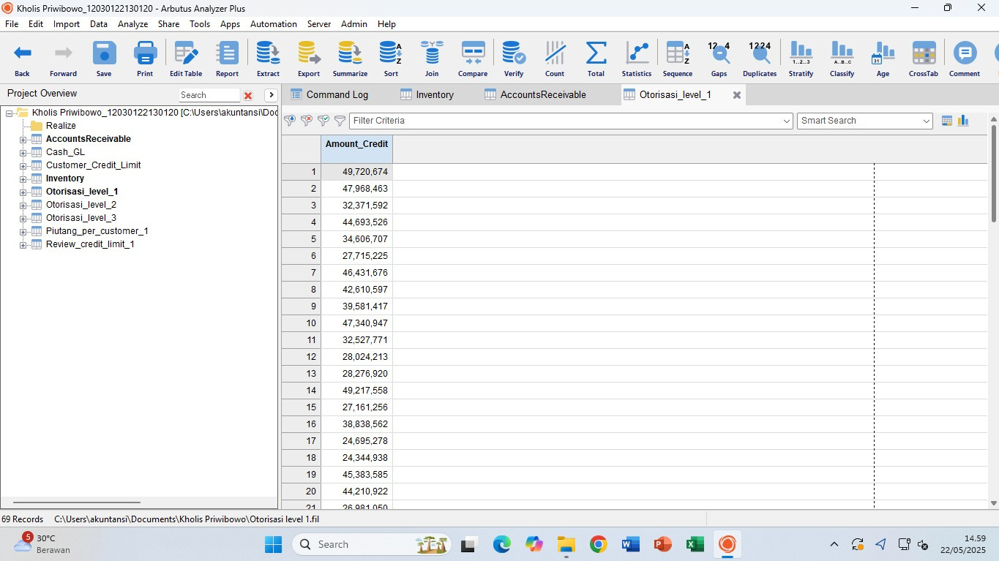 Kholis Priwibowo_12030122130120 - Arbutus Analyzer Plus
File Edit Import Data Analyze Share Tools Apps Automation Server Admin Help
12 4 1224
Back Forward Save Print Edit Table Report Extract Export Summarize Sort Join Compare Verify Count Total Statistics Sequence Gaps Duplicates Stratify Classify Age CrossTab Comment
Project Overview Search
Command Log Inventory AccountsReceivable Otorisasi_level_1
Kholis Priwibowo_12030122130120 [C:\Users\akuntansi\Doc
Realize
AccountsReceivable
Cash_GL
Customer_Credit_Limit
Inventory
Otorisasi_level_1
Otorisasi_level_2
Otorisasi_level_3
Piutang_per_customer_1
Review_credit_limit_1
Filter Criteria Smart Search
Amount_Credit
1 49,720,674
2 47,968,463
3 32,371,592
4 44,693,526
5 34,606,707
6 27,715,225
7 46,431,676
8 42,610,597
9 39,581,417
10 47,340,947
11 32,527,771
12 28,024,213
13 28,276,920
14 49,217,558
15 27,161,256
16 38,838,562
17 24,695,278
18 24,344,938
19 45,383,585
20 44,210,922
21 26,981,050
69 Records C:\Users\akuntansi\Documents\Kholis Priwibowo\Otorisasi level 1.fil
5 30°C
Berawan
Search
14.59
22/05/2025